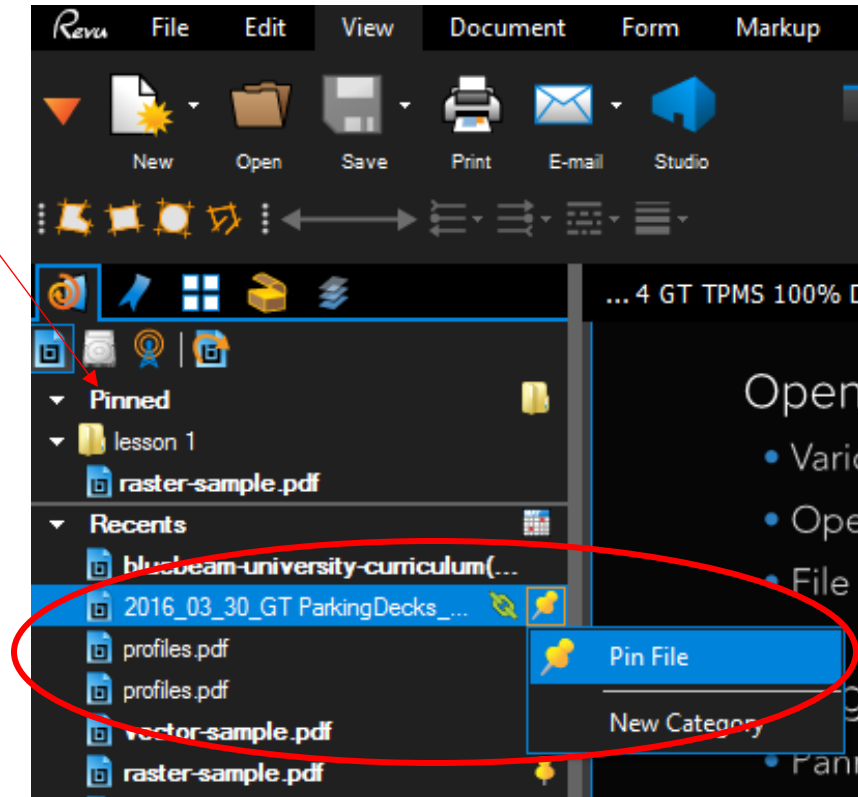 Revu File Edit View Document Form Markup
New Open Save Print E-mail Studio
... 4 GT TPMS 100%
Pinned
Open
lesson 1
raster-sample.pdf
Recents
bluebeam-university-curriculum(...
2016_03_30_GT ParkingDecks_...
File
profiles.pdf
Pin File
profiles.pdf
New Category
vector-sample.pdf
raster-sample.pdf